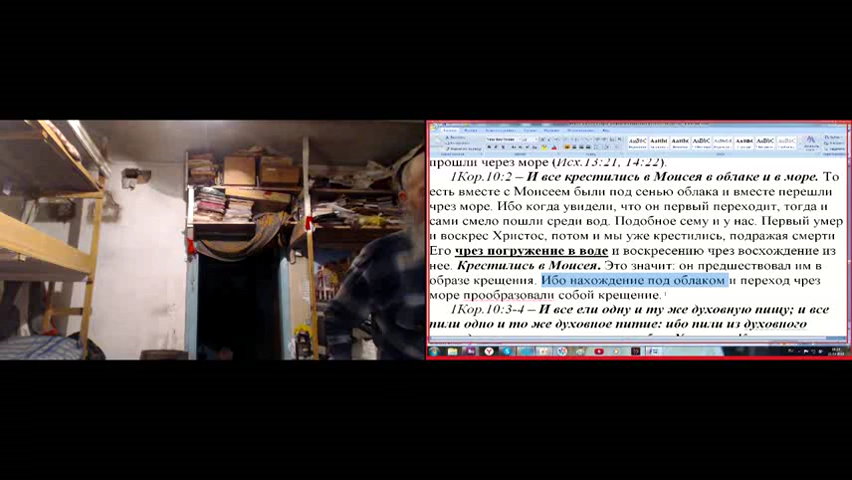 прошли через море (Исх.13:21, 14:22).
1Кор.10:2 – И все крестились в Моисея в облаке и в море. То
есть вместе с Моисеем были под сенью облака и вместе перешли
чрез море. Ибо когда увидели, что он первый переходит, тогда и
сами смело пошли среди вод. Подобное сему и у нас. Первый умер
и воскрес Христос, потом и мы уже крестились, подражая смерти
Его чрез погружение в воде и воскресению чрез восхождение из
нее. Крестились в Моисея. Это значит: он предшествовал им в
образе крещения. Ибо нахождение под облаком и переход чрез
море прообразовали собой крещение.
1Кор.10:3-4 – И все ели одну и ту же духовную пищу; и все
пили одно и то же духовное питие: ибо пили из духовного